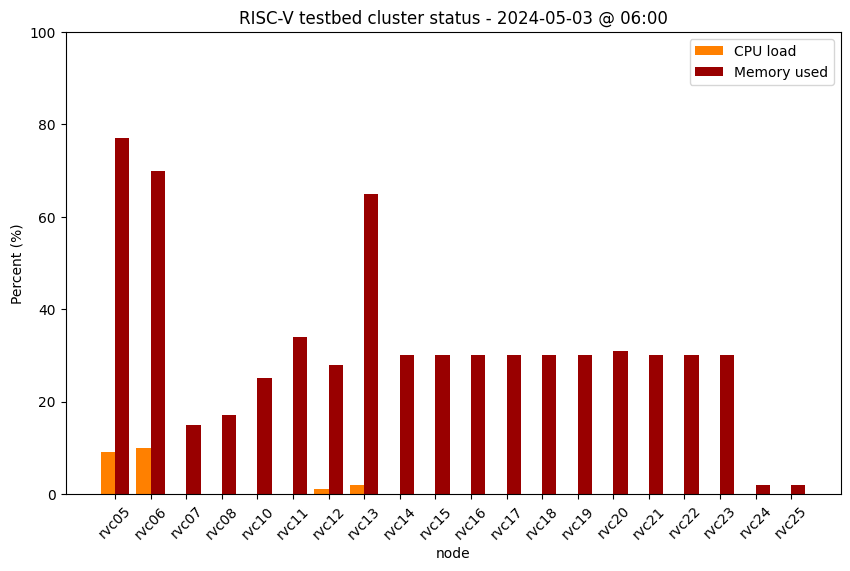 RISC-V testbed cluster status - 2024-05-03 @ 06:00
CPU load
Memory used
Percent (%)
100
80
60
40
20
0
rvc05
rvc06
rvc07
rvc08
rvc10
rvc11
rvc12
rvc13
rvc14
rvc15
rvc16
rvc17
rvc18
rvc19
rvc20
rvc21
rvc22
rvc23
rvc24
rvc25
node